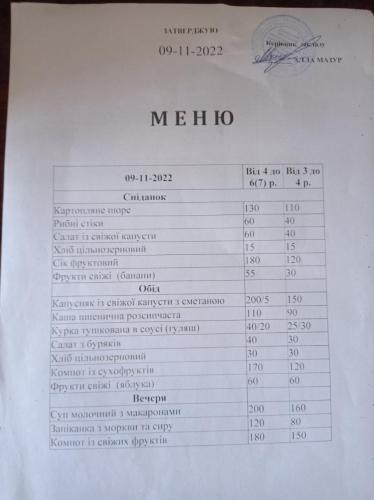 ЗАТВЕРДЖУЮ
09-11-2022
Керівник закладу
МАЗУР
МЕНЮ
09-11-2022 Від 4 до 6(7) р. Від 3 до 4 р.
Сніданок
Картопляне пюре 130 110
Рибні стіки 60 40
Салат із свіжої капусти 60 40
Хліб цільнозерновий 15 15
Сік фруктовий 180 120
Фрукти свіжі (банани) 55 30
Обід
Капусняк із свіжої капусти з сметаною 200/5 150
Каша пшенична розсипчаста 110 90
Курка тушкована в соусі (гуляш) 40/20 25/30
Салат з буряків 40 30
Хліб цільнозерновий 30 30
Компот із сухофруктів 170 120
Фрукти свіжі (яблука) 60 60
Вечеря
Суп молочний з макаронами 200 160
Запіканка з моркви та сиру 120 80
Компот із свіжих фруктів 180 150